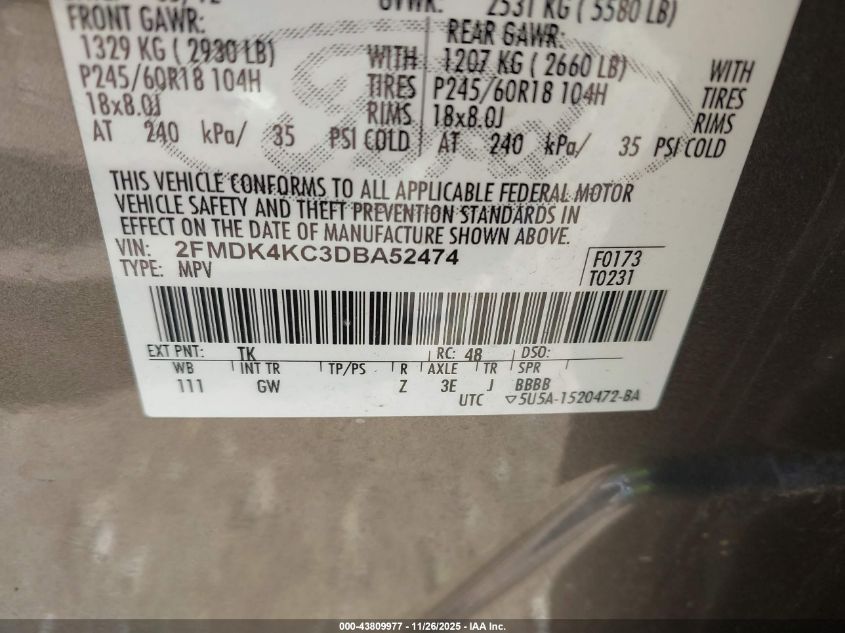 GVWR: 2531 KG ( 5580 LB)
FRONT GAWR: REAR GAWR:
1329 KG ( 2930 LB) WITH 1207 KG ( 2660 LB) WITH
P245/60R18 104H TIRES P245/60R18 104H TIRES
18x8.0J RIMS 18x8.0J RIMS
AT 240 kPa/ 35 PSI COLD AT 240 kPa/ 35 PSI COLD
THIS VEHICLE CONFORMS TO ALL APPLICABLE FEDERAL MOTOR
VEHICLE SAFETY AND THEFT PREVENTION STANDARDS IN
EFFECT ON THE DATE OF MANUFACTURE SHOWN ABOVE.
VIN: 2FMDK4KC3DBA52474 F0173
TYPE: MPV T0231
EXT PNT: TK RC: 48 DSO:
WB INT TR TP/PS R AXLE TR SPR
111 GW Z 3E J BBBB
UTC ▽5U5A-1520472-BA
000-43809977 - 11/26/2025 - IAA Inc.